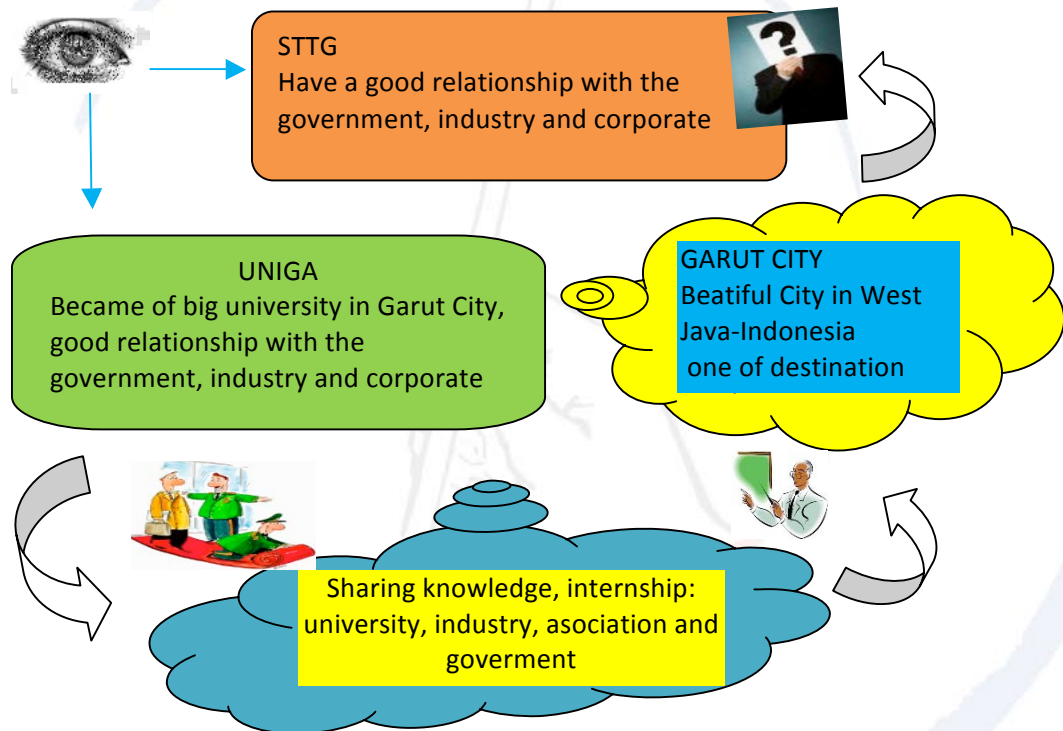 STTG
Have a good relationship with the
government, industry and corporate
?
UNIGA
Became of big university in Garut City,
good relationship with the
government, industry and corporate
GARUT CITY
Beatiful City in West
Java-Indonesia
one of destination
Sharing knowledge, internship:
university, industry, asociation and
goverment